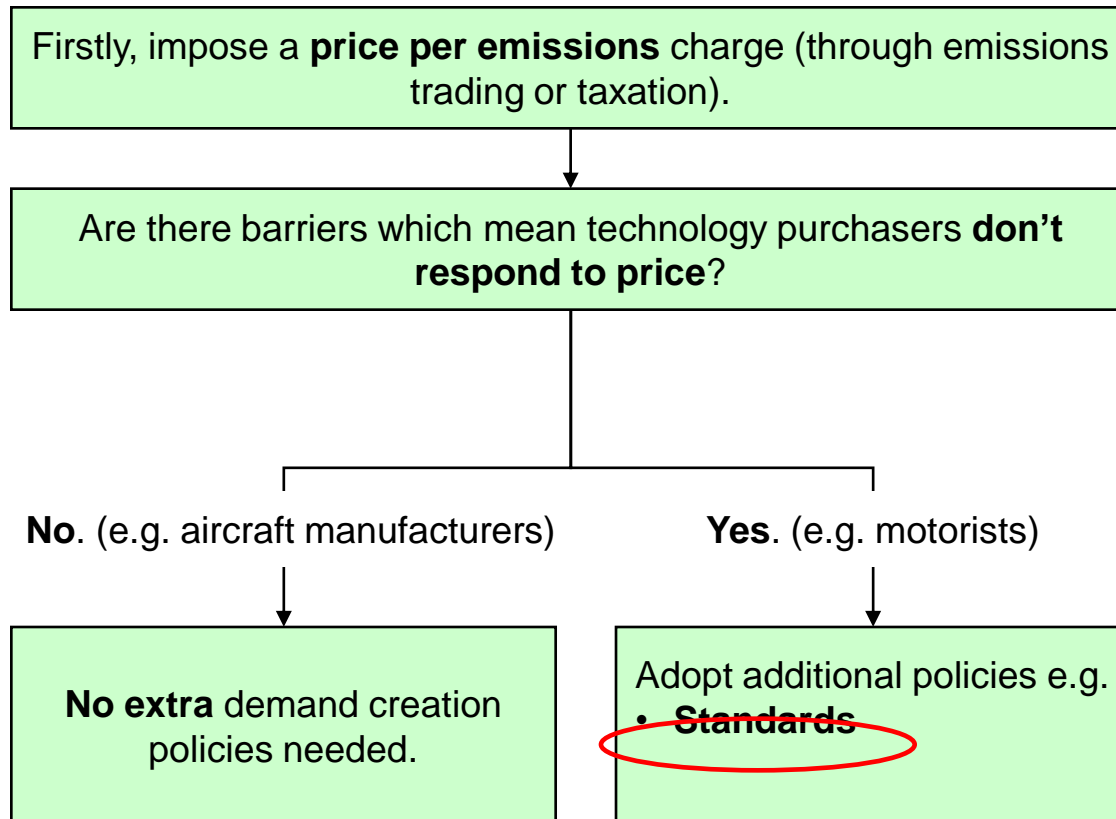 Firstly, impose a price per emissions charge (through emissions
trading or taxation).
Are there barriers which mean technology purchasers don’t
respond to price?
No. (e.g. aircraft manufacturers)
Yes. (e.g. motorists)
No extra demand creation
policies needed.
Adopt additional policies e.g.
• Standards